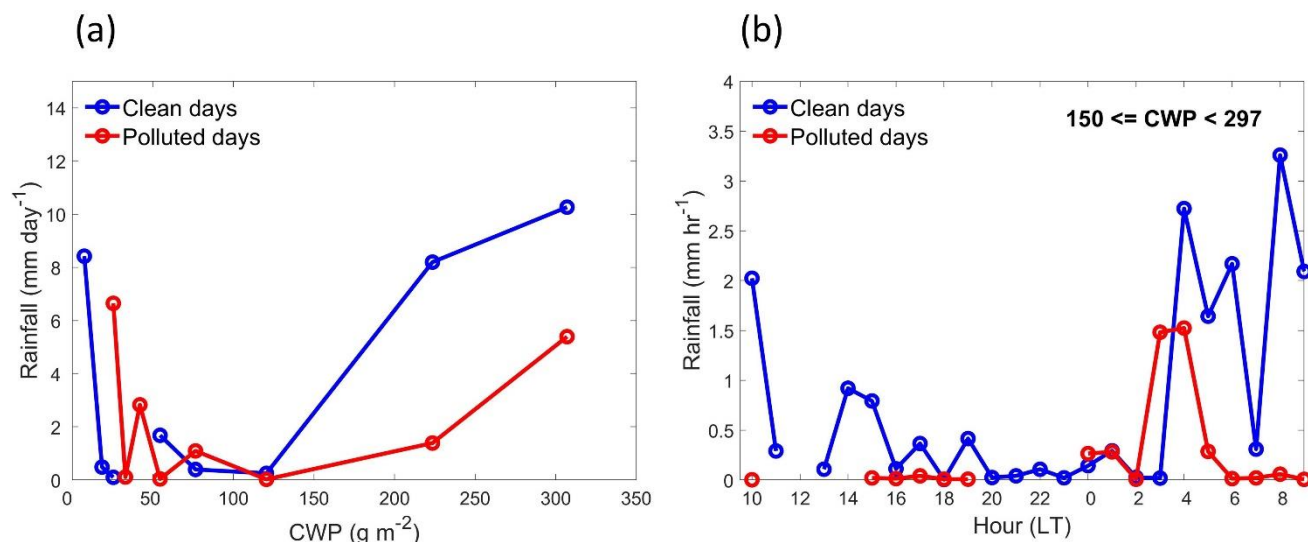 (a)
Clean days
Polluted days
Rainfall (mm day⁻¹)
14
12
10
8
6
4
2
0
0 50 100 150 200 250 300 350
CWP (g m⁻²)
(b)
Clean days
Polluted days
150 <= CWP < 297
Rainfall (mm hr⁻¹)
4
3.5
3
2.5
2
1.5
1
0.5
0
10 12 14 16 18 20 22 0 2 4 6 8
Hour (LT)